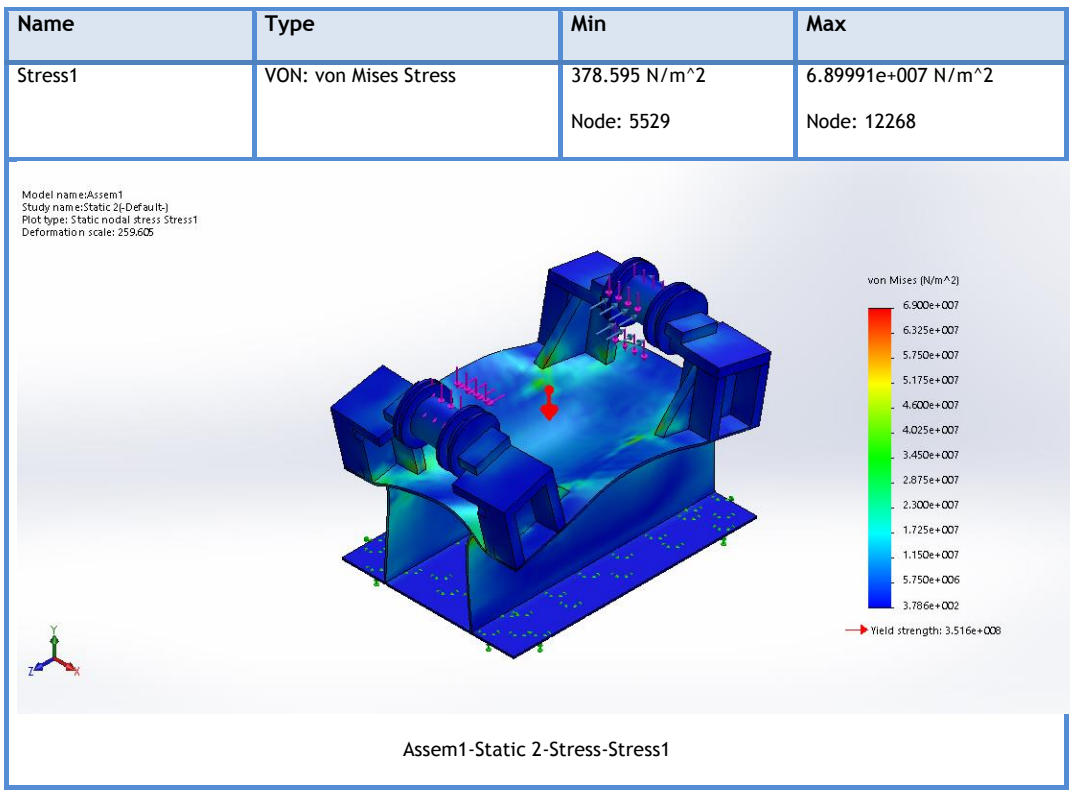 Name Type Min Max
Stress1 VON: von Mises Stress 378.595 N/m^2 6.89991e+007 N/m^2
Node: 5529 Node: 12268
Model name:Assem1
Study name:Static 2(-Default-)
Plot type: Static nodal stress Stress1
Deformation scale: 259.605
von Mises (N/m^2)
6.900e+007
6.325e+007
5.750e+007
5.175e+007
4.600e+007
4.025e+007
3.450e+007
2.875e+007
2.300e+007
1.725e+007
1.150e+007
5.750e+006
3.786e+002
Yield strength: 3.516e+008
Y
Z X
Assem1-Static 2-Stress-Stress1